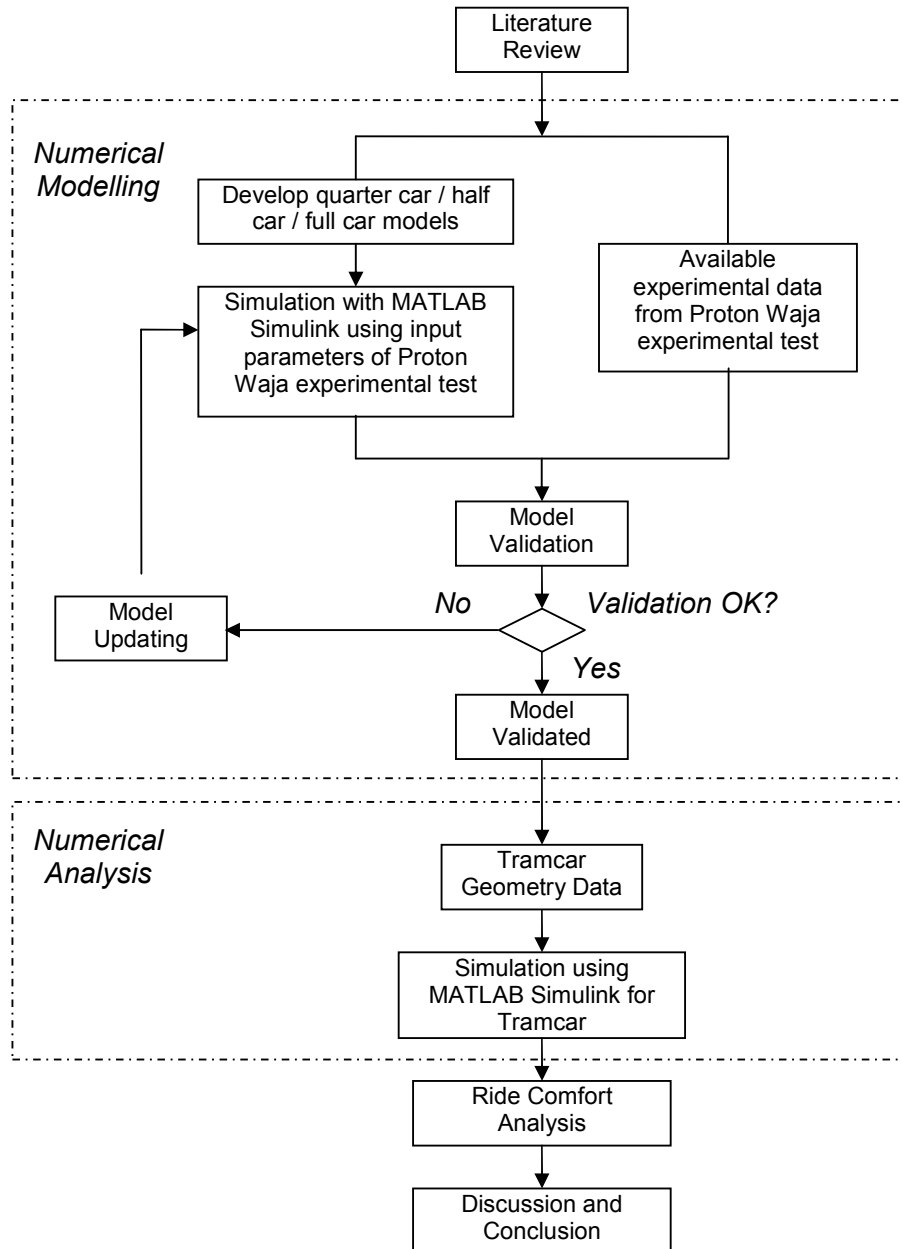 Literature
Review
Numerical
Modelling
Develop quarter car / half
car / full car models
Available
experimental data
from Proton Waja
experimental test
Simulation with MATLAB
Simulink using input
parameters of Proton
Waja experimental test
Model
Validation
No
Validation OK?
Model
Updating
Yes
Model
Validated
Numerical
Analysis
Tramcar
Geometry Data
Simulation using
MATLAB Simulink for
Tramcar
Ride Comfort
Analysis
Discussion and
Conclusion